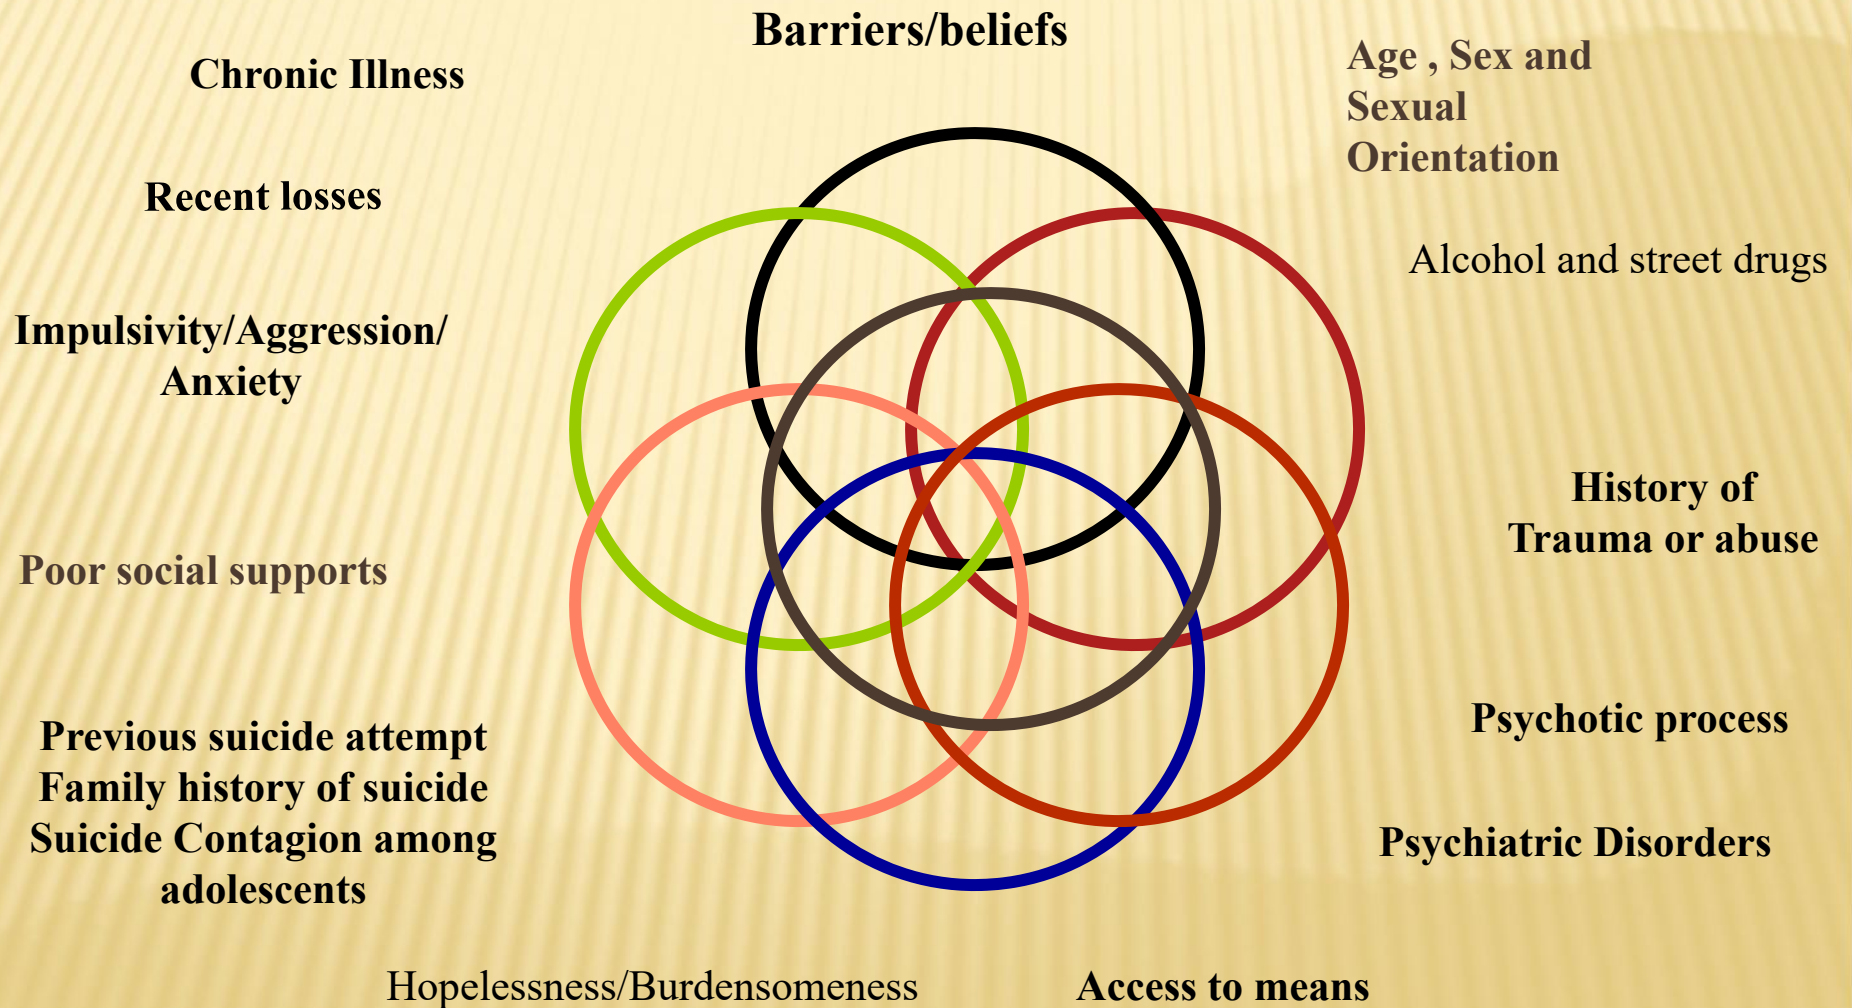 Barriers/beliefs
Chronic Illness
Age , Sex and
Sexual
Orientation
Recent losses
Alcohol and street drugs
Impulsivity/Aggression/
Anxiety
History of
Trauma or abuse
Poor social supports
Psychotic process
Previous suicide attempt
Family history of suicide
Suicide Contagion among
adolescents
Psychiatric Disorders
Hopelessness/Burdensomeness
Access to means